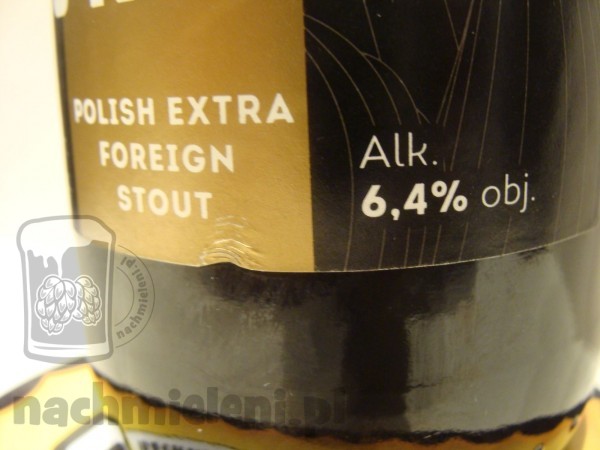 POLISH EXTRA
FOREIGN
STOUT
Alk.
6,4% obj.
nachmieleni.pl
nachmieleni.pl